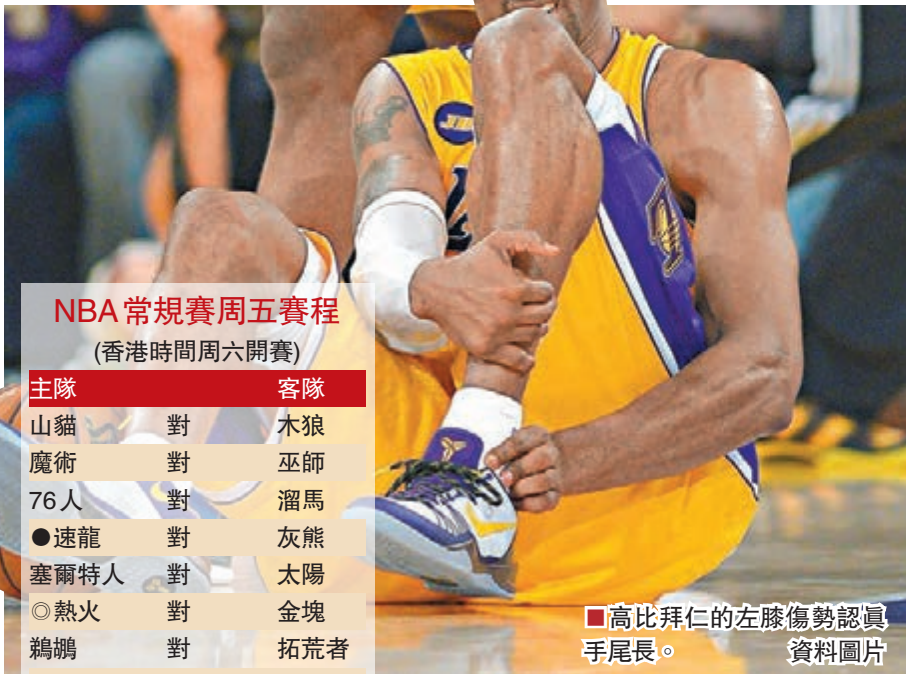 NBA常規賽周五賽程
(香港時間周六開賽)
主隊 客隊
山貓 對 木狼
魔術 對 巫師
76人 對 溜馬
●速龍 對 灰熊
塞爾特人 對 太陽
◎熱火 對 金塊
鵜鶘 對 拓荒者
■高比拜仁的左膝傷勢認真
手尾長。 資料圖片